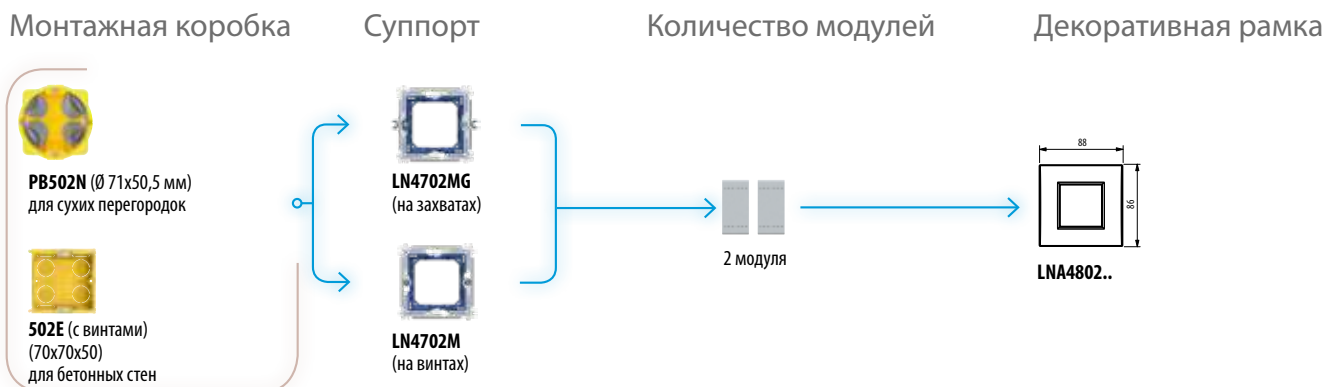 Монтажная коробка
Суппорт
Количество модулей
Декоративная рамка
PB502N (Ø 71x50,5 мм)
для сухих перегородок
502E (с винтами)
(70x70x50)
для бетонных стен
LN4702MG
(на захватах)
LN4702M
(на винтах)
2 модуля
88
86
LNA4802..